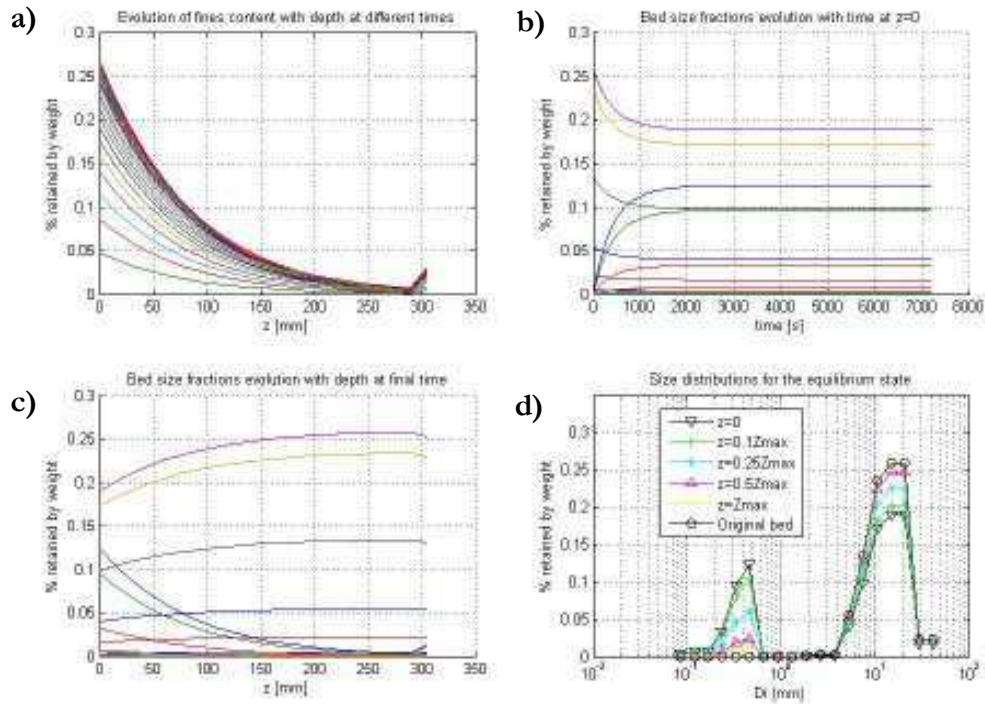 a)
Evolution of fines content with depth at different times
% retained by weight
0.3
0.25
0.2
0.15
0.1
0.05
0
0 50 100 150 200 250 300 350
z [mm]
b)
Bed size fractions evolution with time at z=0
% retained by weight
0.3
0.25
0.2
0.15
0.1
0.05
0
0 1000 2000 3000 4000 5000 6000 7000 8000
time [s]
c)
Bed size fractions evolution with depth at final time
% retained by weight
0.3
0.25
0.2
0.15
0.1
0.05
0
0 50 100 150 200 250 300 350
z [mm]
d)
Size distributions for the equilibrium state
% retained by weight
0.3
0.25
0.2
0.15
0.1
0.05
0
z=0
z=0.1Zmax
z=0.25Zmax
z=0.5Zmax
z=Zmax
Original bed
Di [mm]